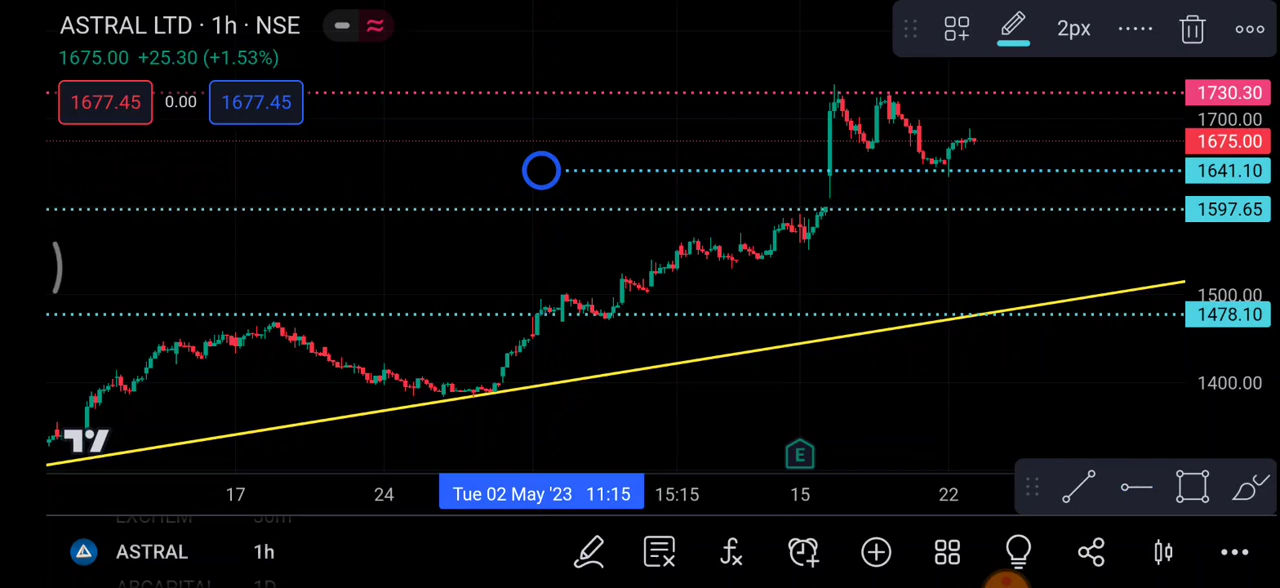 ASTRAL LTD · 1h · NSE
1675.00 +25.30 (+1.53%)
2px
1677.45 0.00 1677.45
1730.30
1700.00
1675.00
1641.10
1597.65
1500.00
1478.10
1400.00
E
17 24 Tue 02 May '23 11:15 15:15 15 22
EXCHEM 30m
ASTRAL 1h
ABCAPITAL 1D